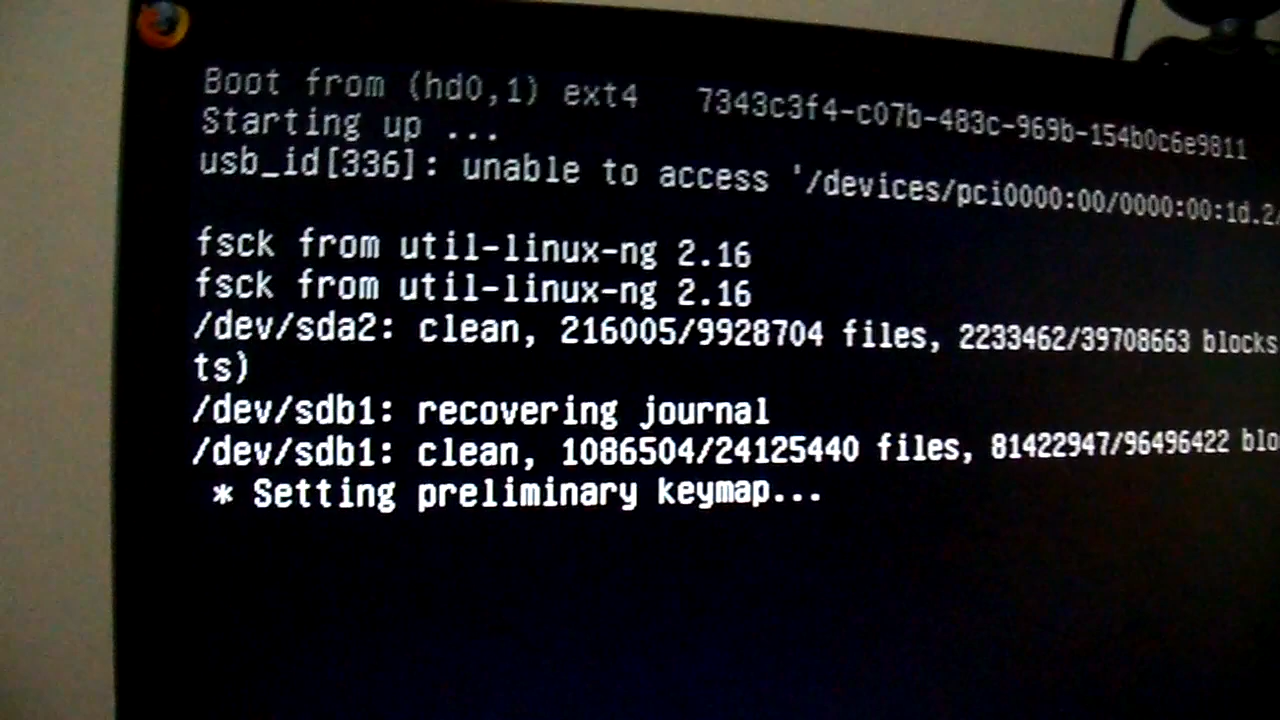 Boot from (hd0,1) ext4   7343c3f4-c07b-483c-969b-154b0c6e9811
Starting up ...
usb_id[336]: unable to access '/devices/pci0000:00/0000:00:1d.2
fsck from util-linux-ng 2.16
fsck from util-linux-ng 2.16
/dev/sda2: clean, 216005/9928704 files, 2233462/39708663 blocks
ts)
/dev/sdb1: recovering journal
/dev/sdb1: clean, 1086504/24125440 files, 81422947/96496422 blo
 * Setting preliminary keymap...